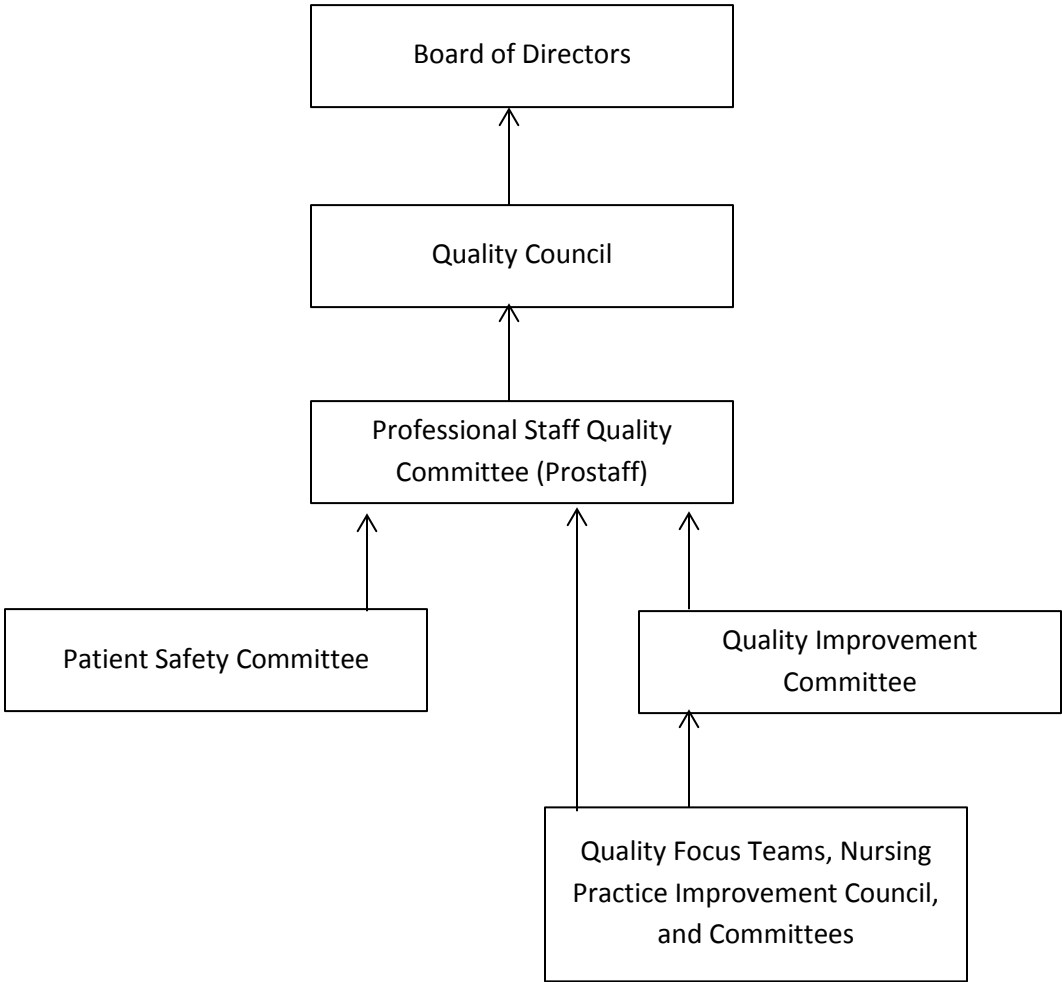 Board of Directors
Quality Council
Professional Staff Quality
Committee (Prostaff)
Patient Safety Committee
Quality Improvement
Committee
Quality Focus Teams, Nursing
Practice Improvement Council,
and Committees